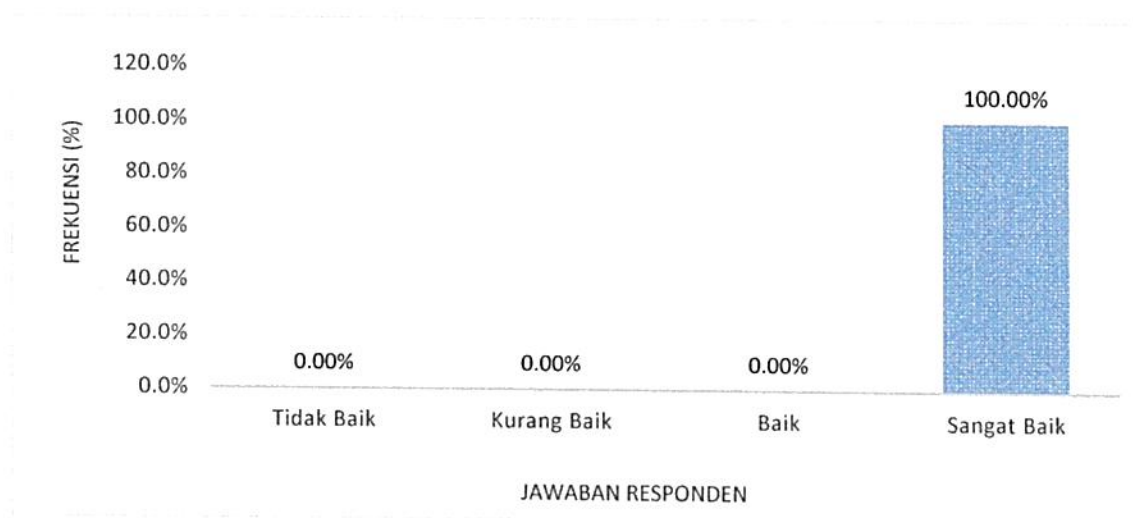 120.0%
100.0%
80.0%
60.0%
40.0%
20.0%
0.0%
FREKUENSI (%)
100.00%
0.00%
0.00%
0.00%
Tidak Baik
Kurang Baik
Baik
Sangat Baik
JAWABAN RESPONDEN